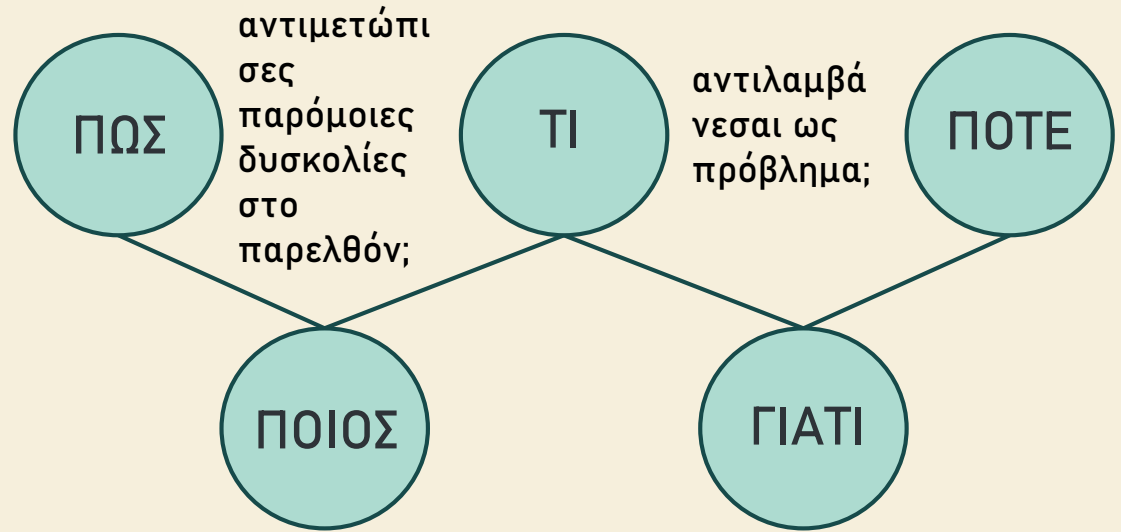 ΠΩΣ
αντιμετώπι
σες
παρόμοιες
δυσκολίες
στο
παρελθόν;
ΤΙ
αντιλαμβά
νεσαι ως
πρόβλημα;
ΠΟΤΕ
ΠΟΙΟΣ
ΓΙΑΤΙ